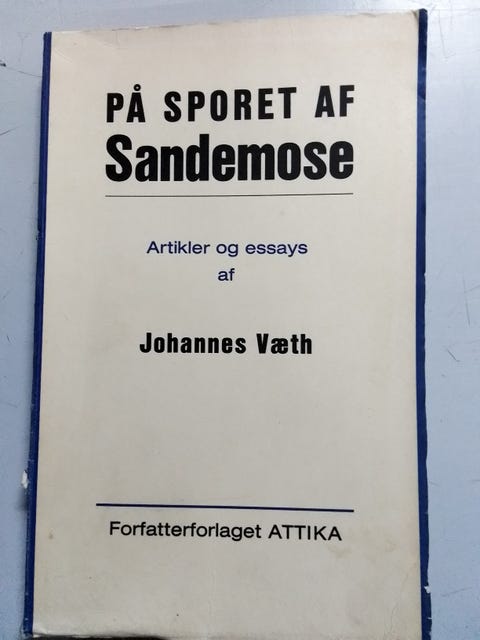 PÅ SPORET AF
Sandemose
Artikler og essays
af
Johannes Væth
Forfatterforlaget ATTIKA